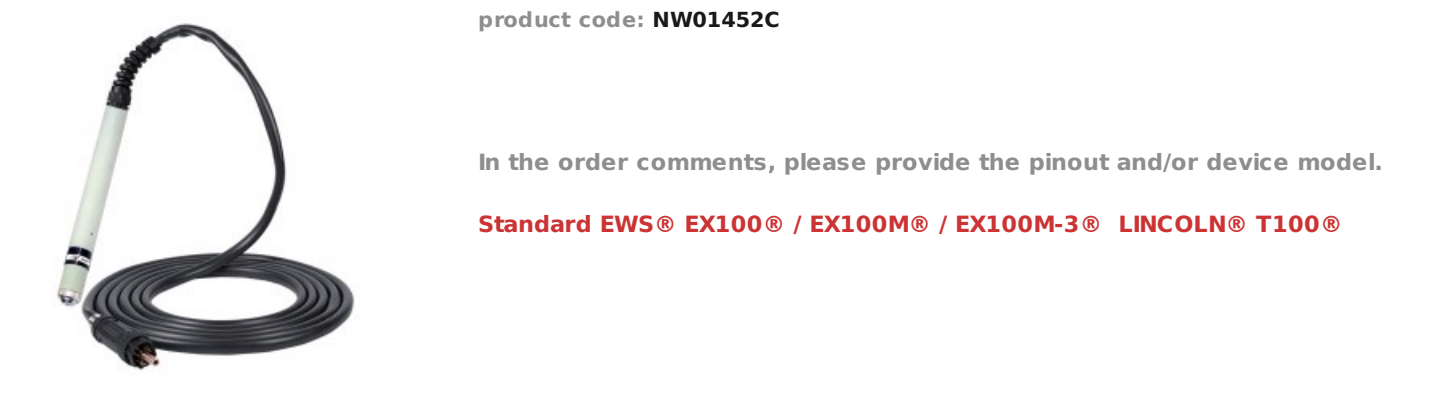 product code: NW01452C
In the order comments, please provide the pinout and/or device model.
Standard EWS® EX100® / EX100M® / EX100M-3® LINCOLN® T100®